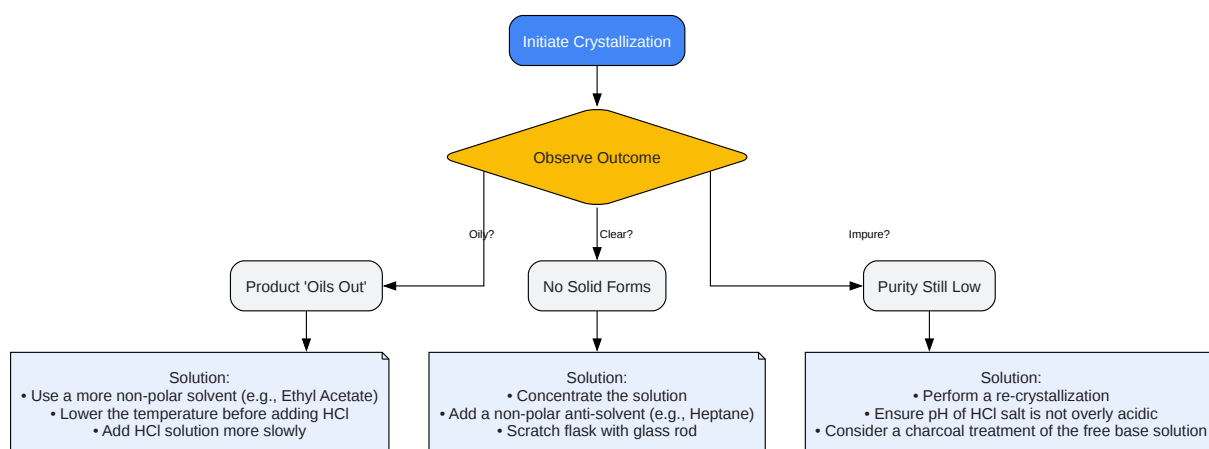 Initiate Crystallization
Observe Outcome
Oily?
Clear?
Impure?
Product 'Oils Out'
No Solid Forms
Purity Still Low
Solution:
• Use a more non-polar solvent (e.g., Ethyl Acetate)
• Lower the temperature before adding HCl
• Add HCl solution more slowly
Solution:
• Concentrate the solution
• Add a non-polar anti-solvent (e.g., Heptane)
• Scratch flask with glass rod
Solution:
• Perform a re-crystallization
• Ensure pH of HCl salt is not overly acidic
• Consider a charcoal treatment of the free base solution